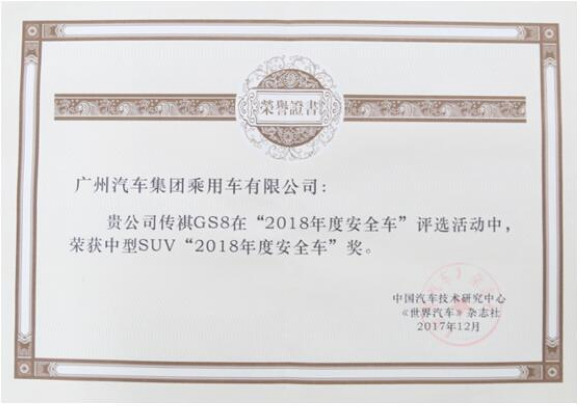 榮譽證書
广州汽车集团乘用车有限公司：
贵公司传祺GS8在“2018年度安全车”评选活动中，
荣获中型SUV“2018年度安全车”奖。
中国汽车技术研究中心
《世界汽车》杂志社
2017年12月